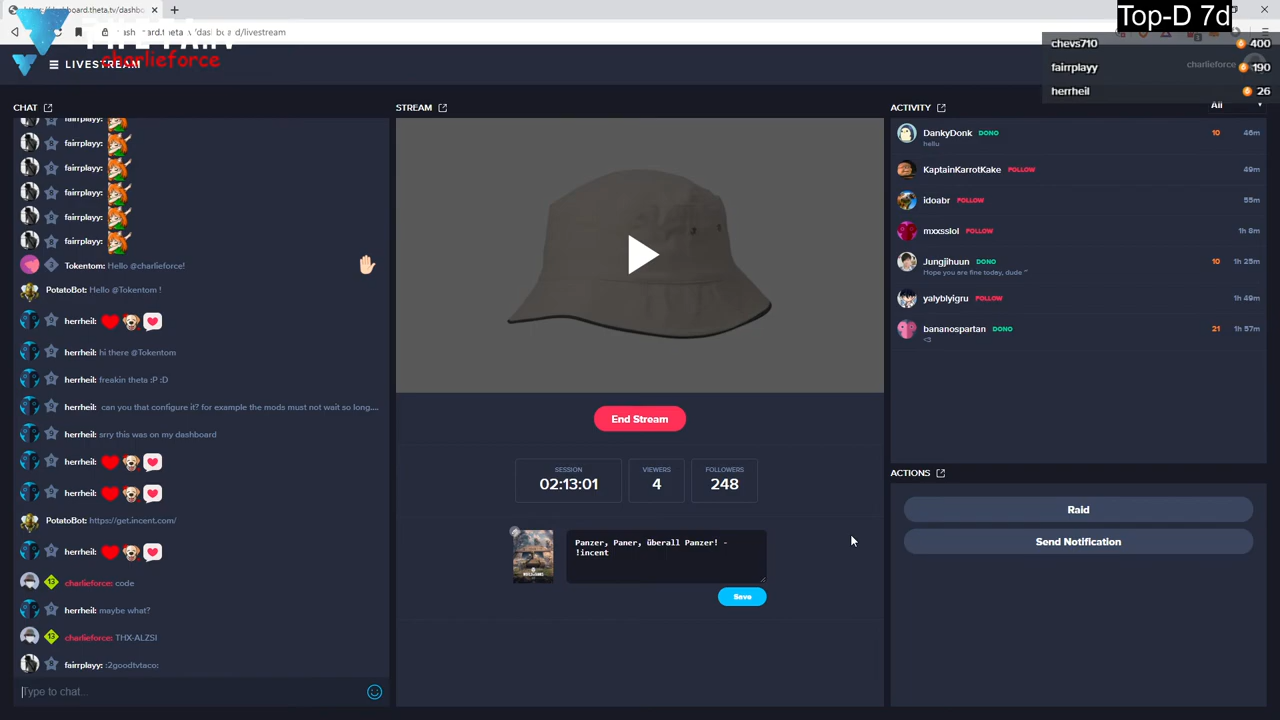 Top-D 7d
chevs710 400
fairrplayy 190
herrheil 26
charlieforce
LIVESTREAM
charlieforce
CHAT
fairrplayy:
fairrplayy:
fairrplayy:
fairrplayy:
fairrplayy:
fairrplayy:
Tokentom: Hello @charlieforce!
PotatoBot: Hello @Tokentom !
herrheil:
herrheil: hi there @Tokentom
herrheil: freakin theta :P :D
herrheil: can you that configure it? for example the mods must not wait so long....
herrheil: srry this was on my dashboard
herrheil:
herrheil:
PotatoBot: https://get.incent.com/
herrheil:
charlieforce: code
herrheil: maybe what?
charlieforce: THX-ALZSI
fairrplayy: :2goodtvtaco:
Type to chat...
STREAM
End Stream
SESSION
02:13:01
VIEWERS
4
FOLLOWERS
248
Panzer, Paner, überall Panzer! -
!incent
Save
ACTIVITY
All
DankyDonk DONO 10 46m
hellu
KaptainKarrotKake FOLLOW 49m
idoabr FOLLOW 55m
mxxsslol FOLLOW 1h 8m
Jungjihuun DONO 10 1h 25m
Hope you are fine today, dude ^^
yalyblyigru FOLLOW 1h 49m
bananospartan DONO 21 1h 57m
<3
ACTIONS
Raid
Send Notification